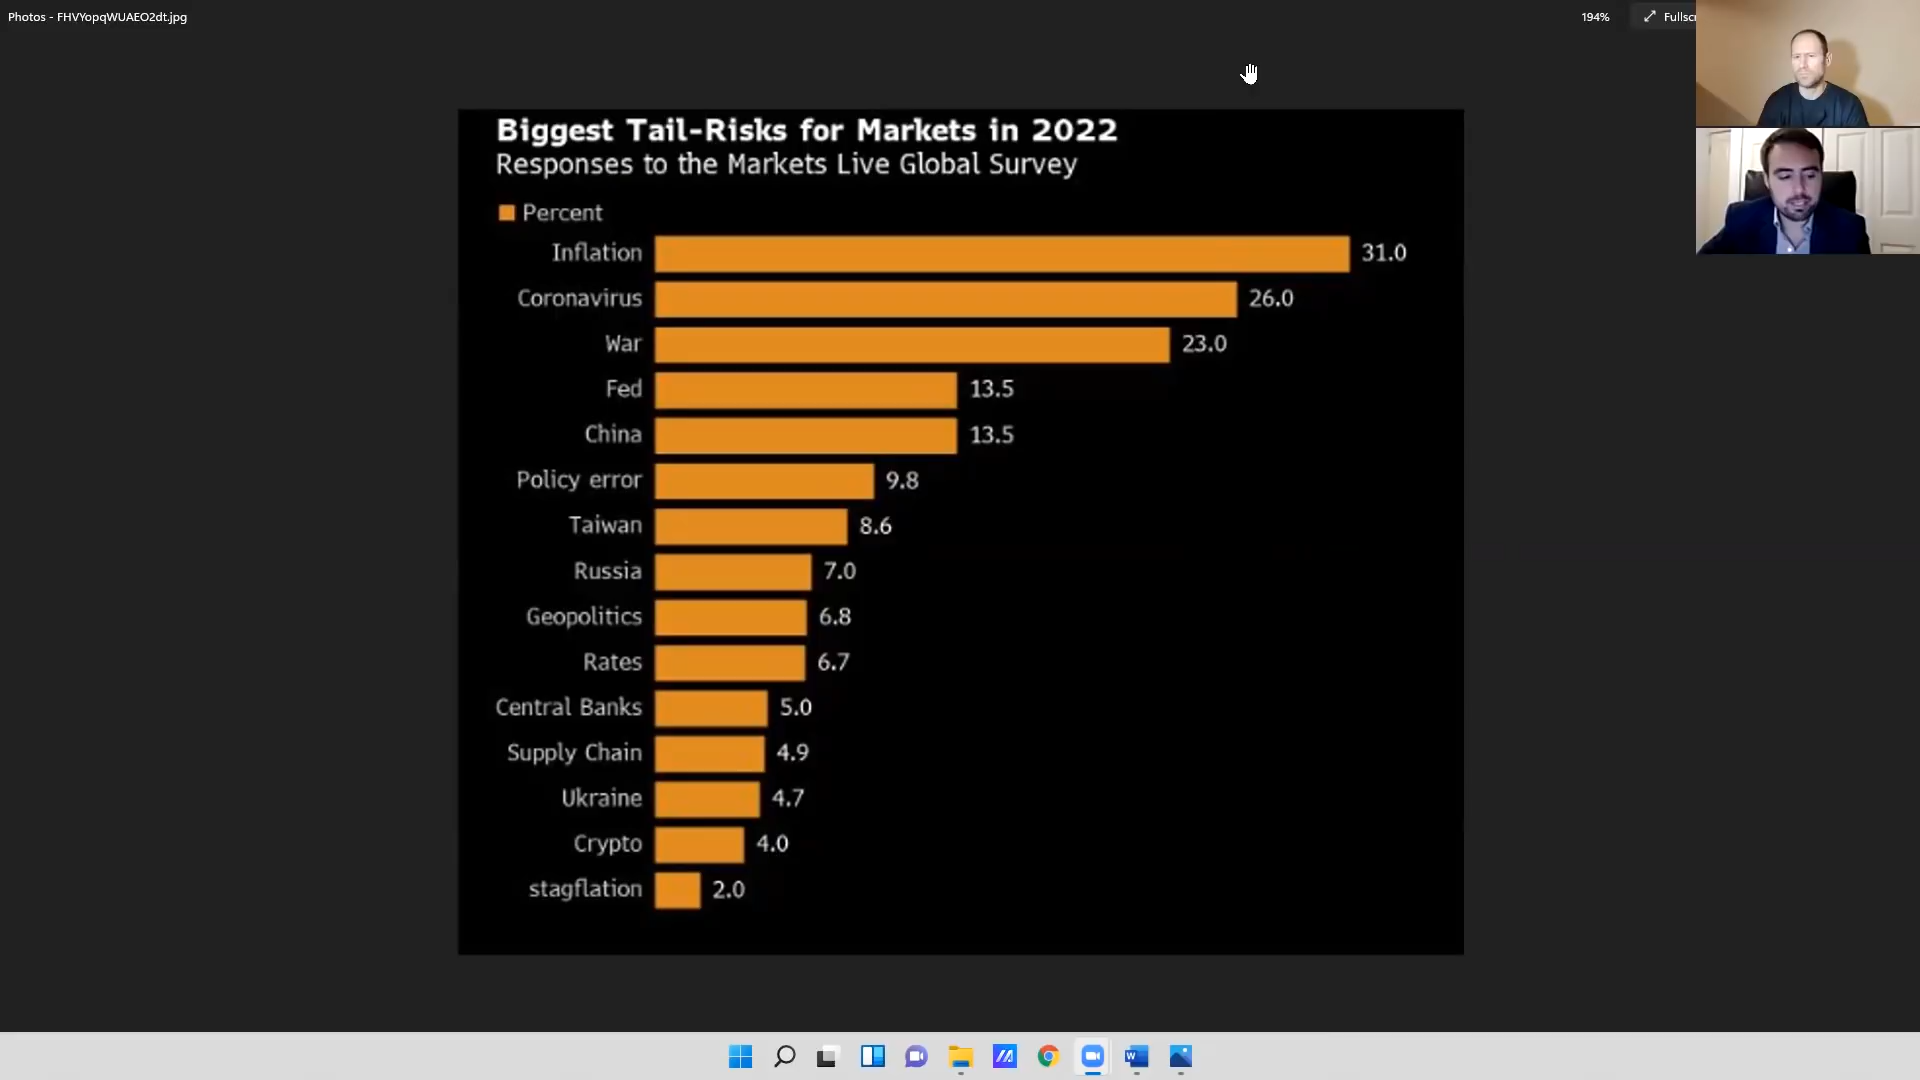 Photos - FHVYopqWUAEO2dt.jpg
194%
Fullscr
Biggest Tail-Risks for Markets in 2022
Responses to the Markets Live Global Survey
Percent
Inflation 31.0
Coronavirus 26.0
War 23.0
Fed 13.5
China 13.5
Policy error 9.8
Taiwan 8.6
Russia 7.0
Geopolitics 6.8
Rates 6.7
Central Banks 5.0
Supply Chain 4.9
Ukraine 4.7
Crypto 4.0
stagflation 2.0